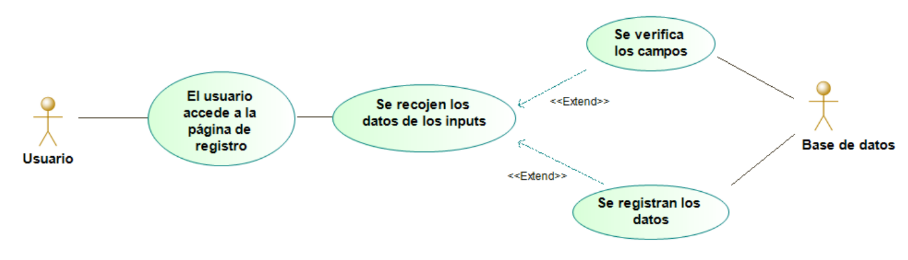 Se verifica
los campos
El usuario
accede a la
página de
registro
Se recojen los
datos de los inputs
<<Extend>>
Usuario
Base de datos
<<Extend>>
Se registran los
datos